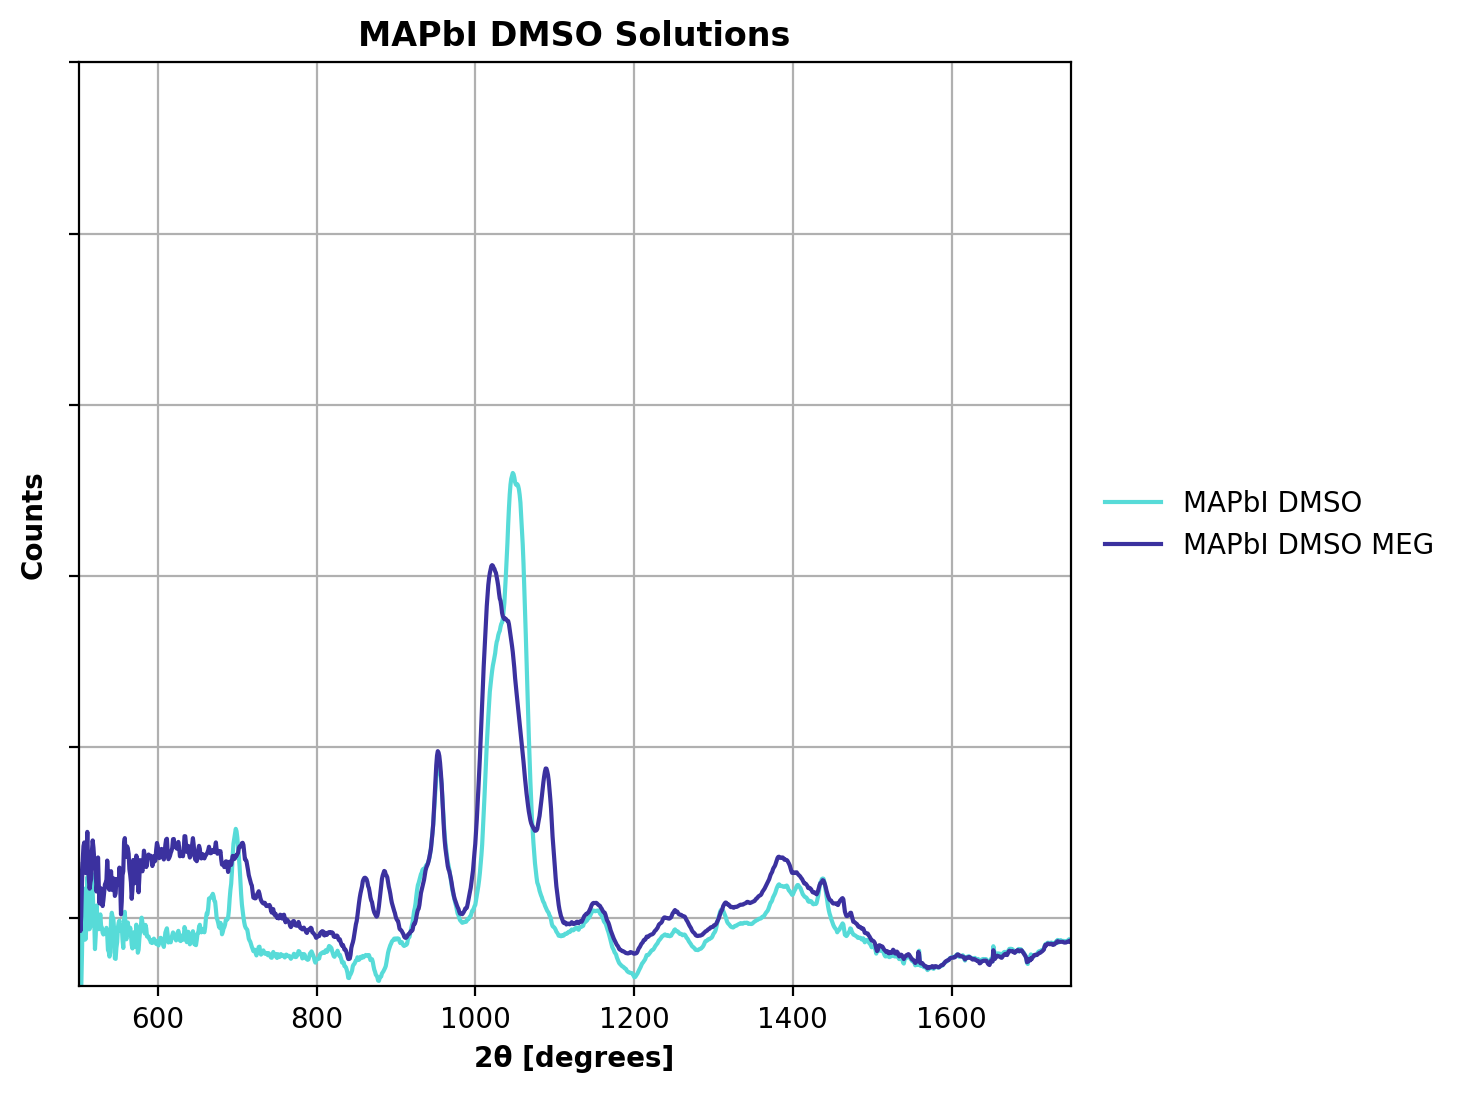 MAPbI DMSO Solutions
Counts
MAPbI DMSO
MAPbI DMSO MEG
600 800 1000 1200 1400 1600
2θ [degrees]